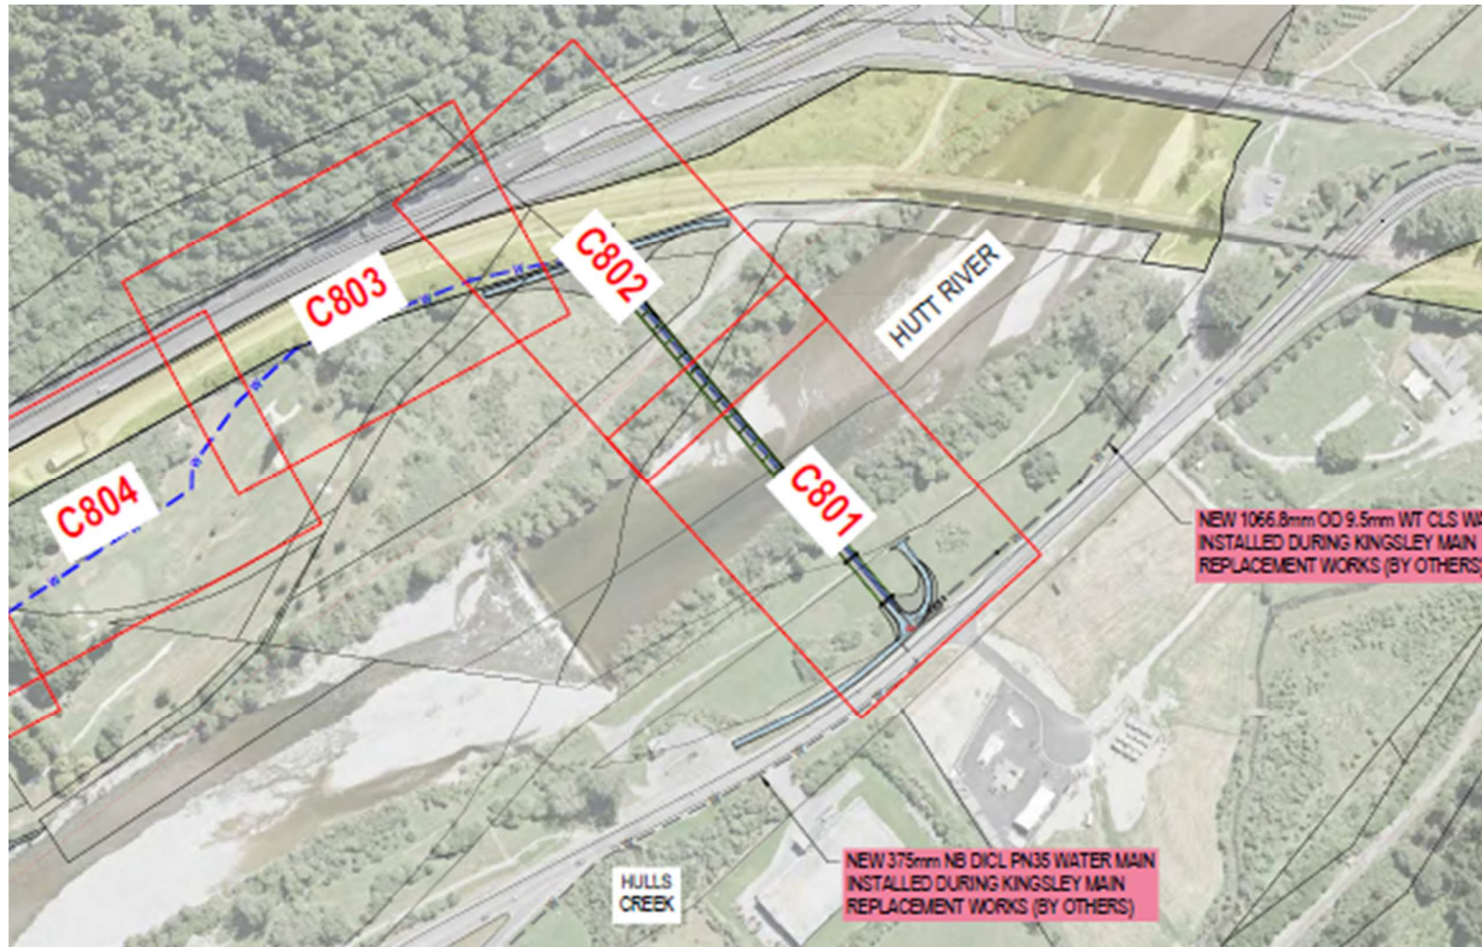 C802
C803
HUTT RIVER
C804
C801
NEW 1066.8mm OD 9.5mm WT CLS
INSTALLED DURING KINGSLEY MAIN
REPLACEMENT WORKS (BY OTHERS)
NEW 375mm NB DICL PN35 WATER MAIN
INSTALLED DURING KINGSLEY MAIN
REPLACEMENT WORKS (BY OTHERS)
HULLS
CREEK
W
W
W
W
W
W